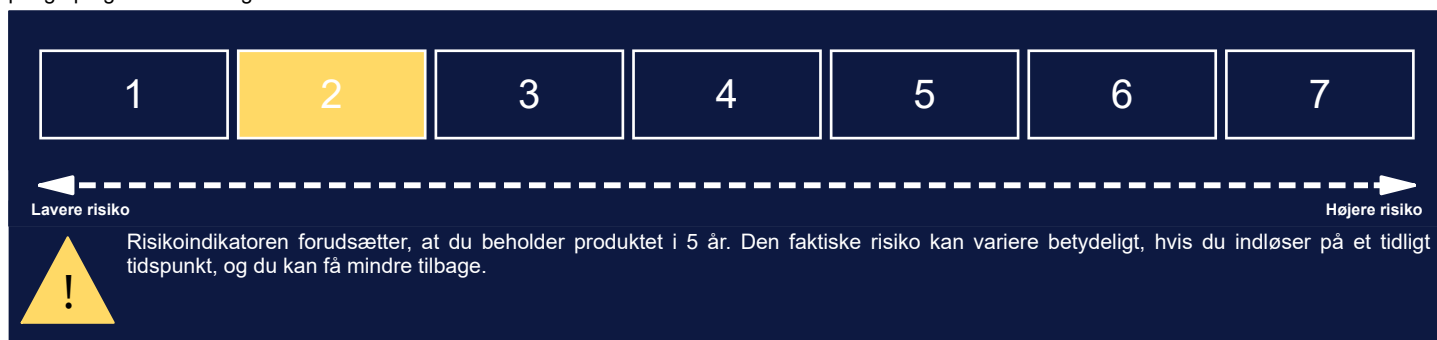 1 2 3 4 5 6 7
Lavere risiko Højere risiko
Risikoindikatoren forudsætter, at du beholder produktet i 5 år. Den faktiske risiko kan variere betydeligt, hvis du indløser på et tidligt
tidspunkt, og du kan få mindre tilbage.
!